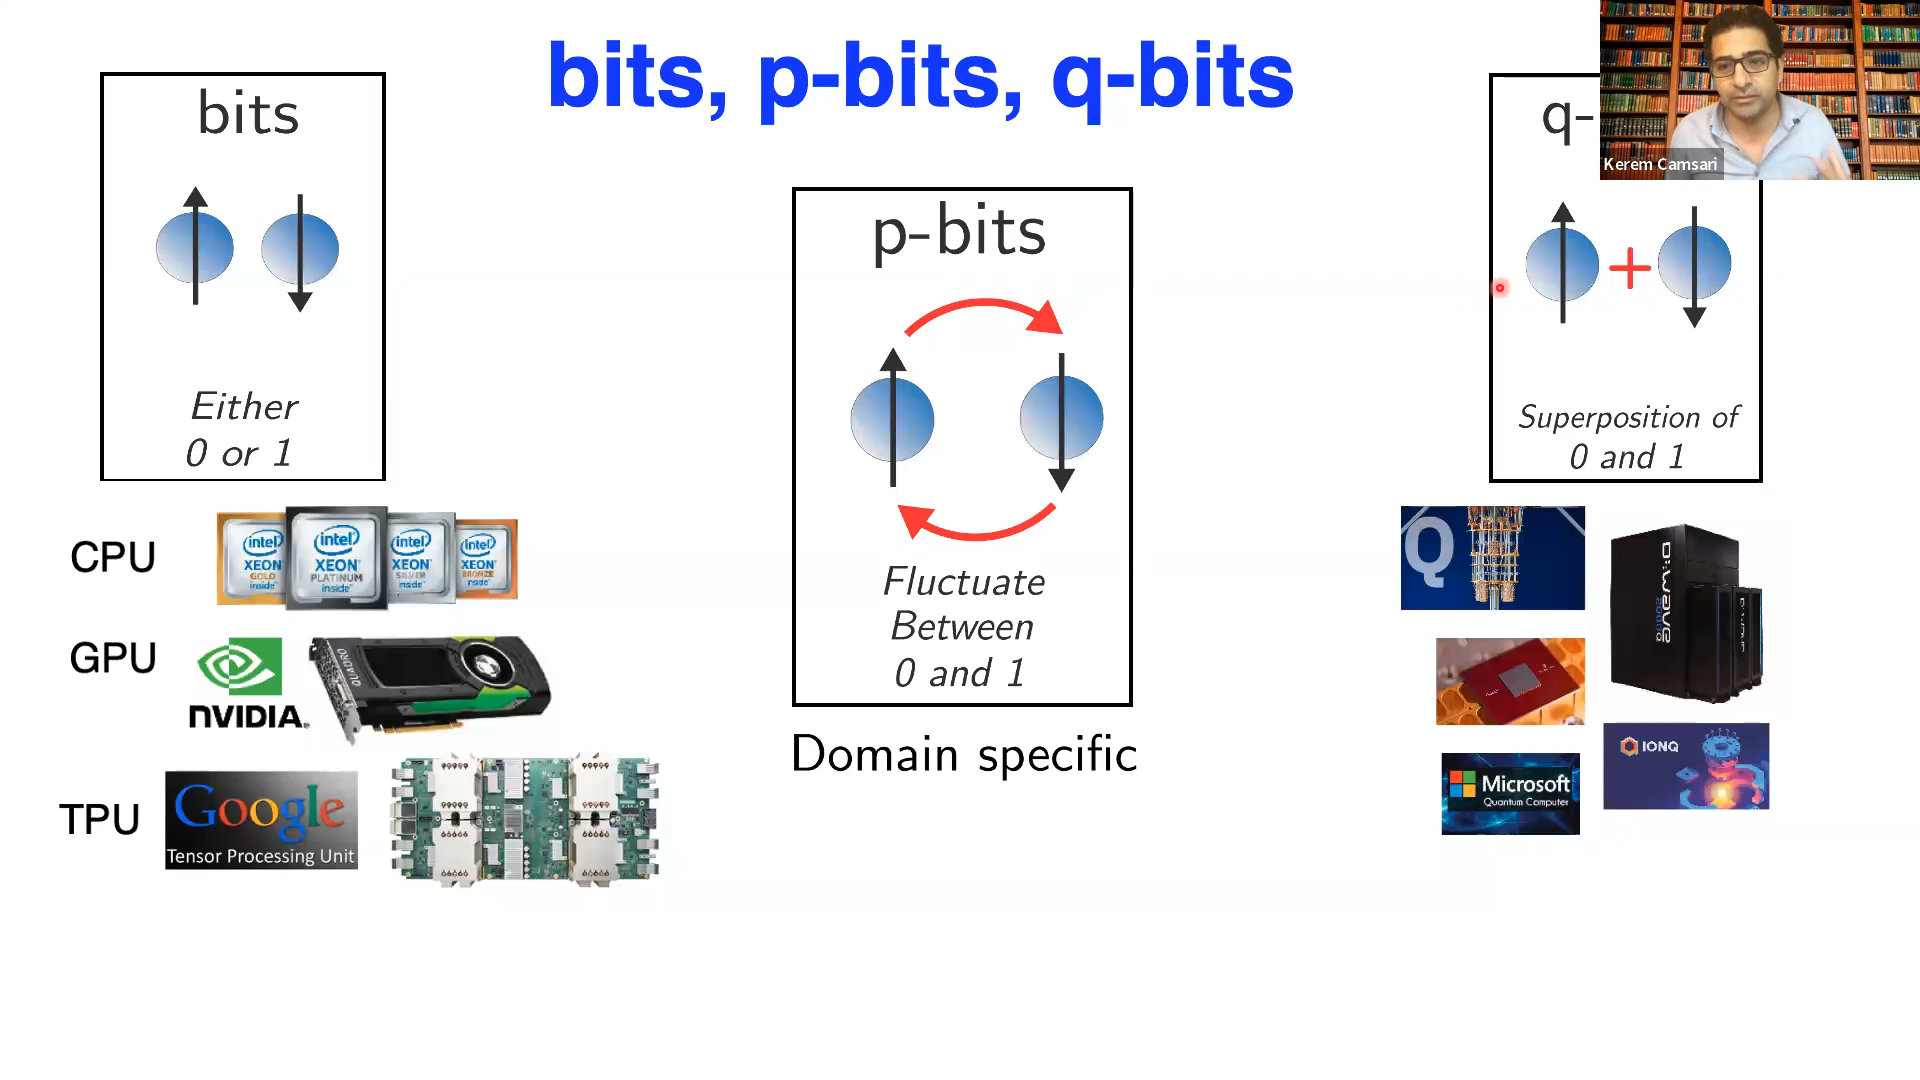 bits, p-bits, q-bits
bits
Either
0 or 1
CPU
intel
XEON
GOLD
inside
intel
XEON
PLATINUM
inside
intel
XEON
SILVER
inside
intel
XEON
BRONZE
inside
GPU
NVIDIA.
QUADRO
TPU
Google
Tensor Processing Unit
p-bits
Fluctuate
Between
0 and 1
Domain specific
q-
Kerem Camsari
Superposition of
0 and 1
Q
D:wave
2000Q
IONQ
Microsoft
Quantum Computer